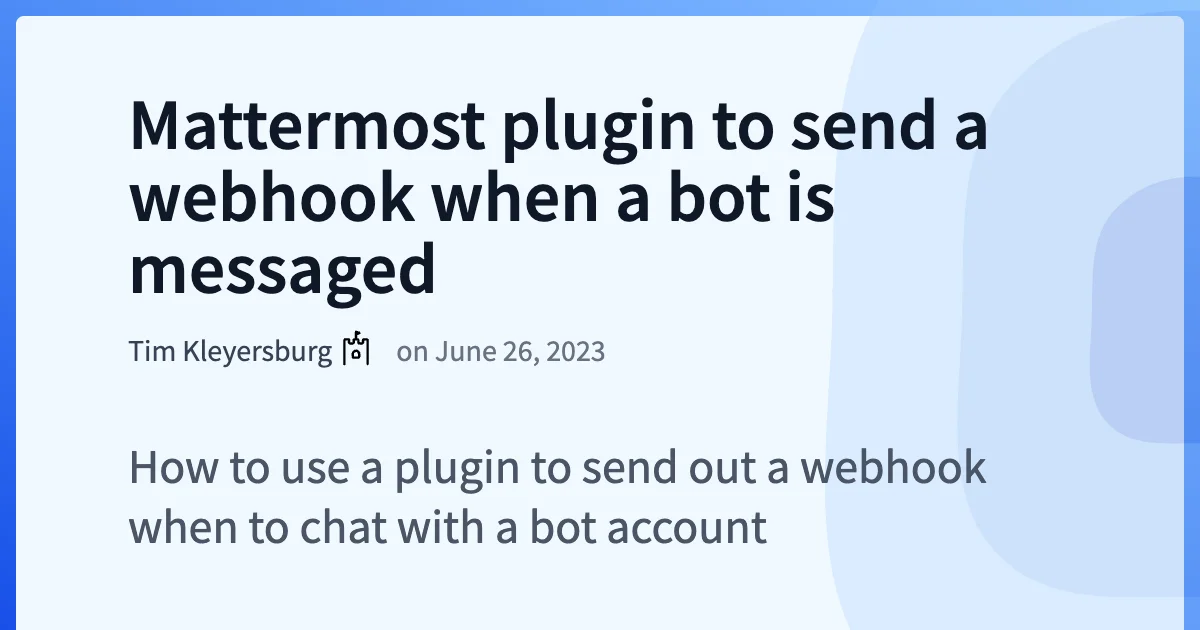 Mattermost plugin to send a
webhook when a bot is
messaged
Tim Kleyersburg on June 26, 2023
How to use a plugin to send out a webhook
when to chat with a bot account